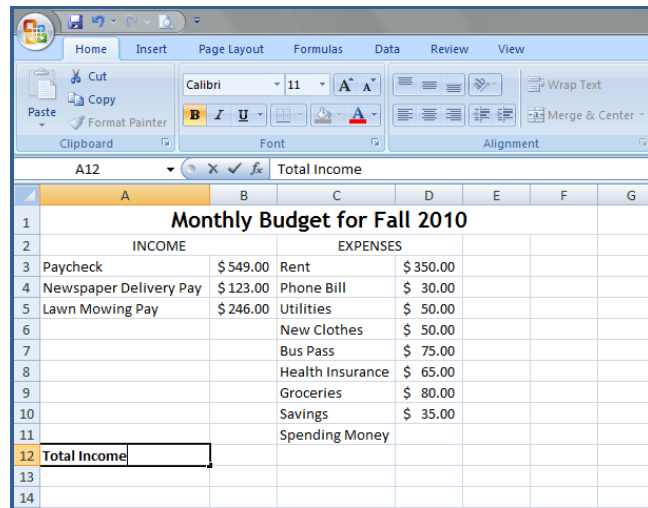 Home Insert Page Layout Formulas Data Review View
Cut
Copy
Paste
Format Painter
Calibri 11 A A
B I U A
Wrap Text
Merge & Center
Clipboard Font Alignment
A12 fx Total Income
A B C D E F G
1 Monthly Budget for Fall 2010
2 INCOME EXPENSES
3 Paycheck $549.00 Rent $350.00
4 Newspaper Delivery Pay $123.00 Phone Bill $ 30.00
5 Lawn Mowing Pay $246.00 Utilities $ 50.00
6 New Clothes $ 50.00
7 Bus Pass $ 75.00
8 Health Insurance $ 65.00
9 Groceries $ 80.00
10 Savings $ 35.00
11 Spending Money
12 Total Income
13
14